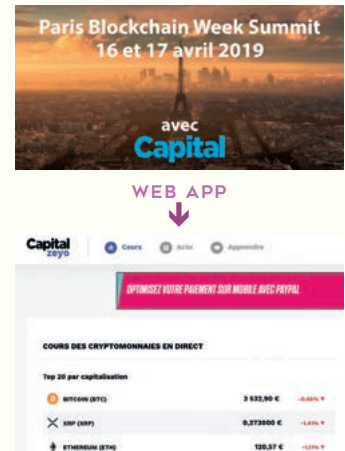 Paris Blockchain Week Summit
16 et 17 avril 2019
avec
Capital
WEB APP
Capital
zeyo
Cours
Actu
Apprendre
OPTIMISEZ VOTRE PAIEMENT SUR MOBILE AVEC PAYPAL
COURS DES CRYPTOMONNAIES EN DIRECT
Top 20 par capitalisation
BITCOIN (BTC) 3 532,90 €
XRP (XRP) 0,273000 €
ETHEREUM (ETH) 120,57 €